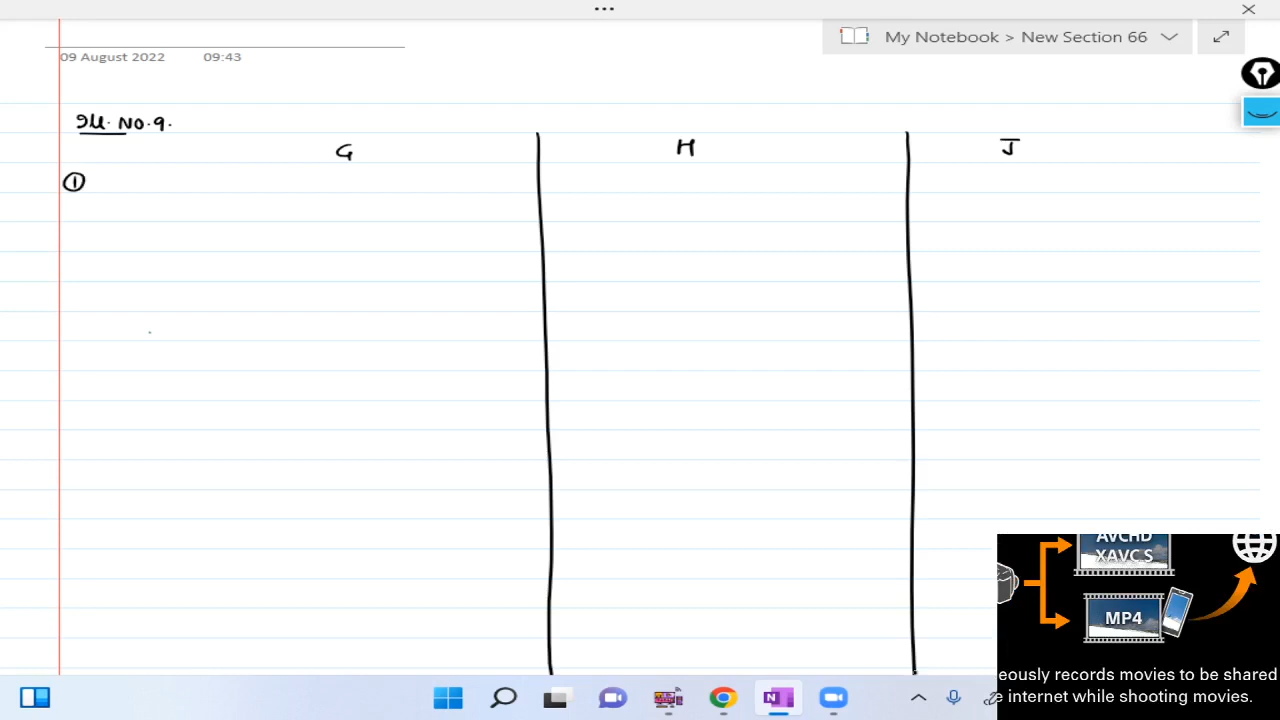 My Notebook > New Section 66
09 August 2022 09:43
Ill. No. 9.
G H J
①
AVCHD
XAVC S
MP4
eously records movies to be shared
e internet while shooting movies.